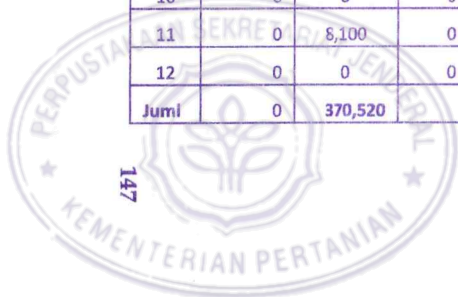 11 0 8,100 0
12 0 0 0
Juml 0 370,520
147
PERPUSTAKAAN SEKRETARIAT JENDERAL
KEMENTERIAN PERTANIAN